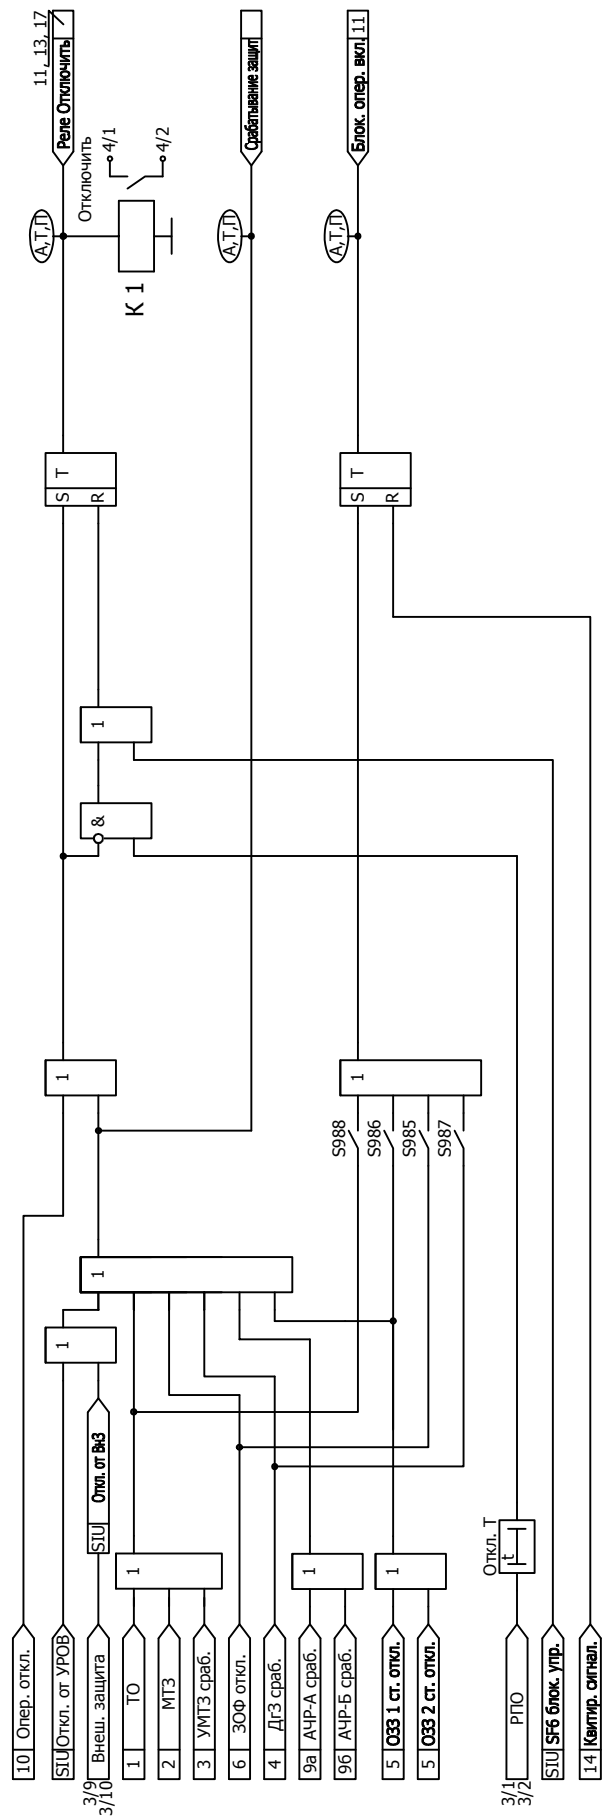 11, 13, 17
Реле Отключить
Срабатывание защит
Блок. опер. вкл.
11
А,Т,П
Отключить
4/1
4/2
А,Т,П
А,Т,П
К 1
S T
R
S T
R
1
&
1
1
S988
S986
S985
S987
1
1
SIU
Откл. от ВнЗ
1
1
1
Откл. Т
t
10 Опер. откл.
SIU Откл. от УРОВ
3/9
3/10
Внеш. защита
1 ТО
2 МТЗ
3 УМТЗ сраб.
6 ЗОФ откл.
4 ДгЗ сраб.
9а АЧР-А сраб.
9б АЧР-Б сраб.
5 ОЗЗ 1 ст. откл.
5 ОЗЗ 2 ст. откл.
3/1
3/2
РПО
SIU SF6 блок. упр.
14 Квитир. сигнал.